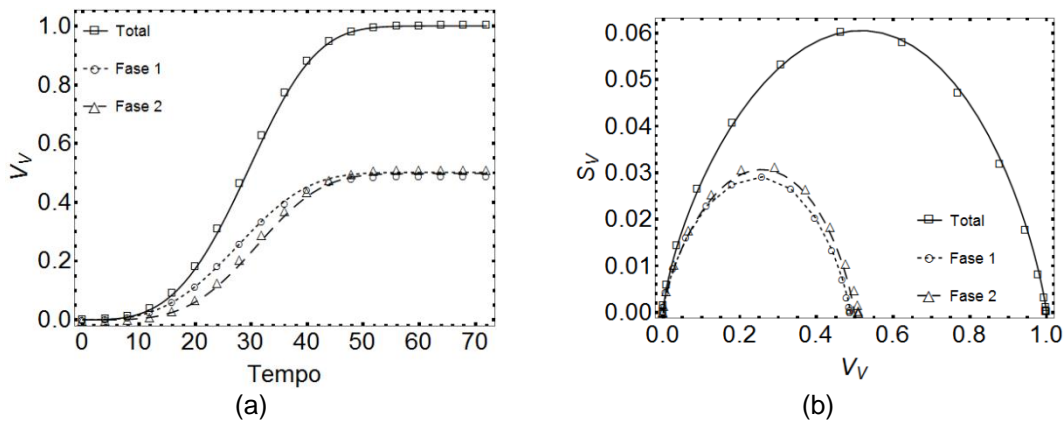 1.0
0.8
0.6
0.4
0.2
0.0
V_V
Total
Fase 1
Fase 2
0 10 20 30 40 50 60 70
Tempo
(a)
0.06
0.05
0.04
0.03
0.02
0.01
0.00
S_V
Total
Fase 1
Fase 2
0.0 0.2 0.4 0.6 0.8 1.0
V_V
(b)